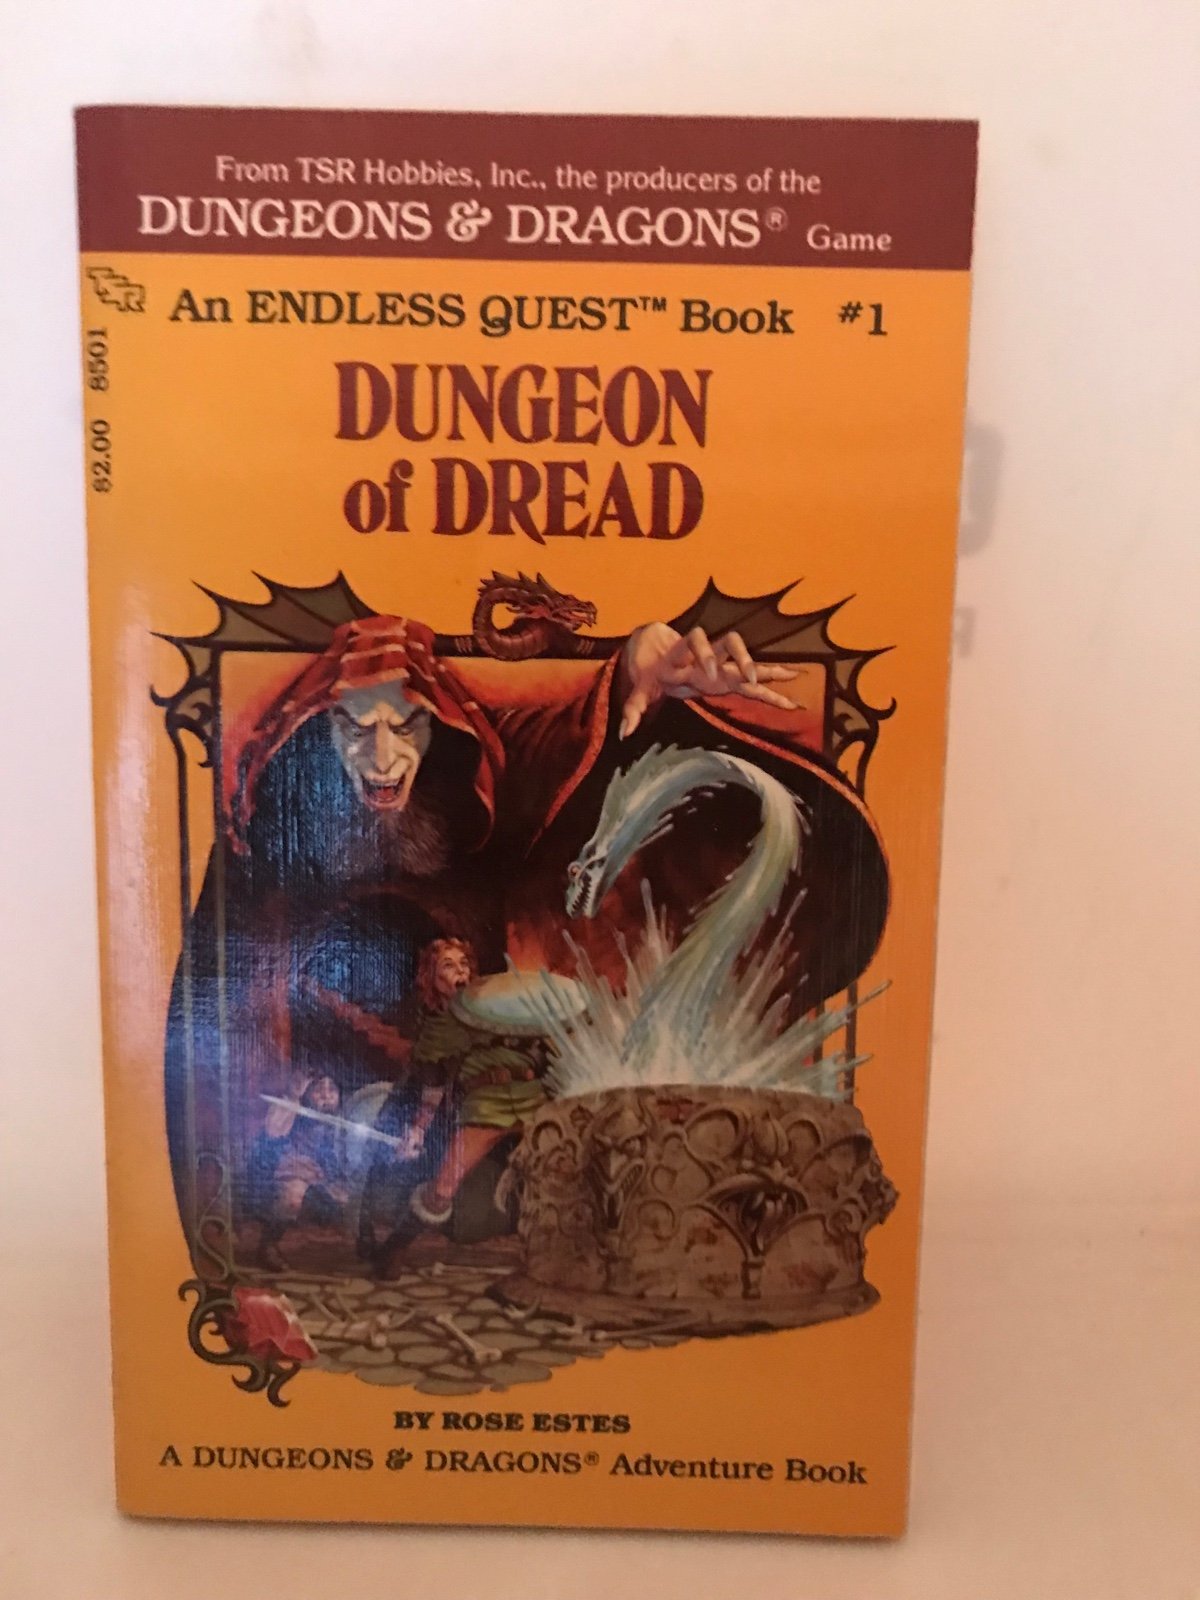 From TSR Hobbies, Inc., the producers of the
DUNGEONS & DRAGONS® Game
TSR
An ENDLESS QUEST™ Book #1
$2.00 8501
DUNGEON
of DREAD
BY ROSE ESTES
A DUNGEONS & DRAGONS® Adventure Book